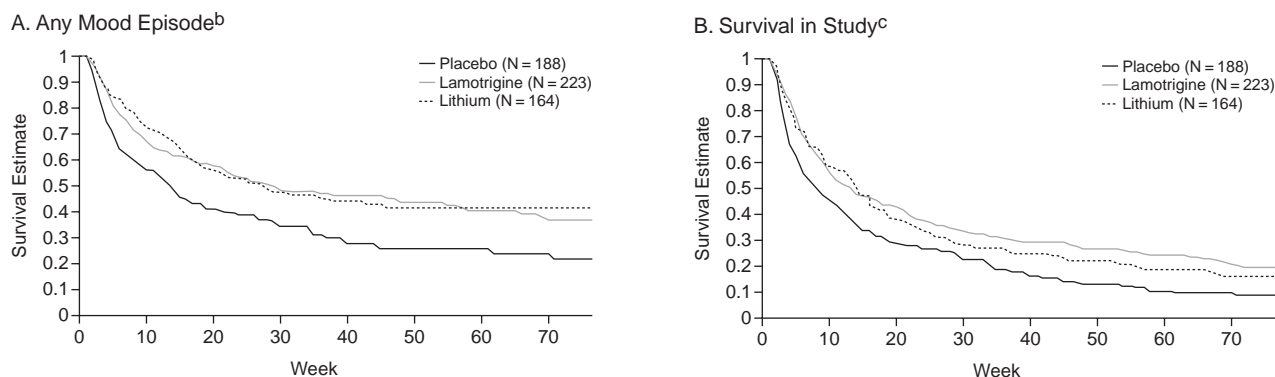 A. Any Mood Episodeb
1
0.9
0.8
0.7
0.6
0.5
0.4
0.3
0.2
0.1
0
Survival Estimate
Placebo (N = 188)
Lamotrigine (N = 223)
Lithium (N = 164)
0 10 20 30 40 50 60 70
Week
B. Survival in Studyc
1
0.9
0.8
0.7
0.6
0.5
0.4
0.3
0.2
0.1
0
Survival Estimate
Placebo (N = 188)
Lamotrigine (N = 223)
Lithium (N = 164)
0 10 20 30 40 50 60 70
Week